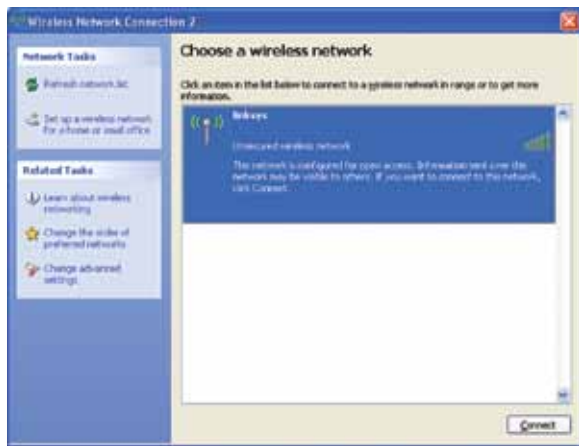 Wireless Network Connection 2
Network Tasks
Refresh network list
Set up a wireless network
for a home or small office
Related Tasks
Learn about wireless
networking
Change the order of
preferred networks
Change advanced
settings
Choose a wireless network
Click an item in the list below to connect to a wireless network in range or to get more
information.
linksys
Unsecured wireless network
This network is configured for open access. Information sent over this
network may be visible to others. If you want to connect to this network,
click Connect.
Connect